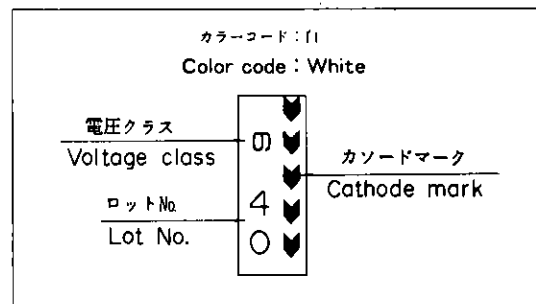 カラーコード：
Color code：White
電圧クラス
Voltage class
カソードマーク
Cathode mark
ロットNo.
Lot No.
4
0